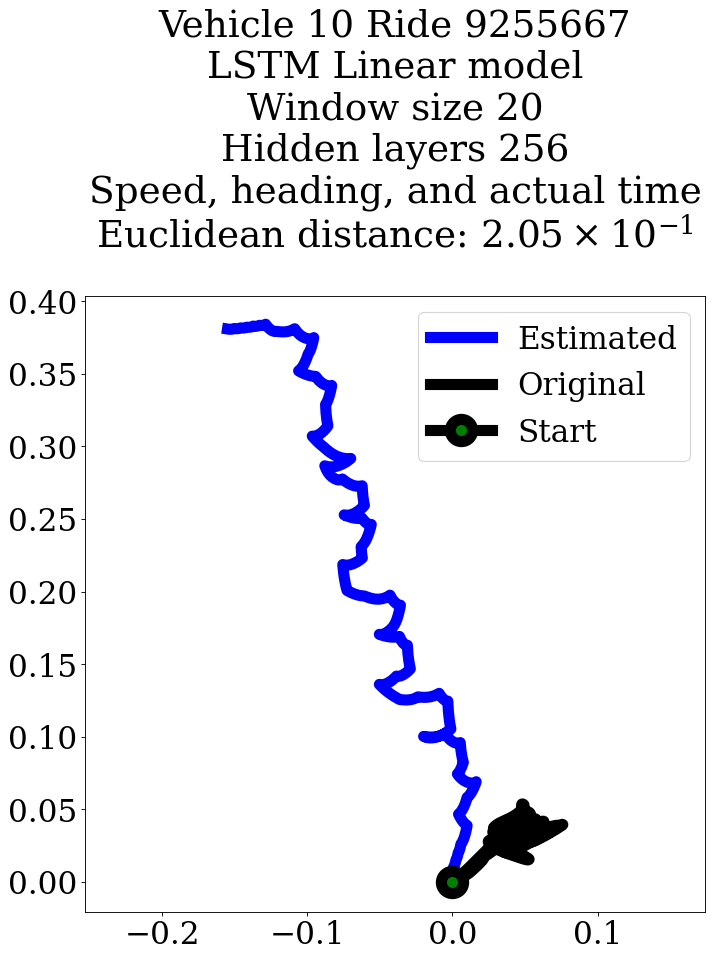 Vehicle 10 Ride 9255667
LSTM Linear model
Window size 20
Hidden layers 256
Speed, heading, and actual time
Euclidean distance: 2.05 × 10⁻¹
Estimated
Original
Start
0.40
0.35
0.30
0.25
0.20
0.15
0.10
0.05
0.00
−0.2 −0.1 0.0 0.1